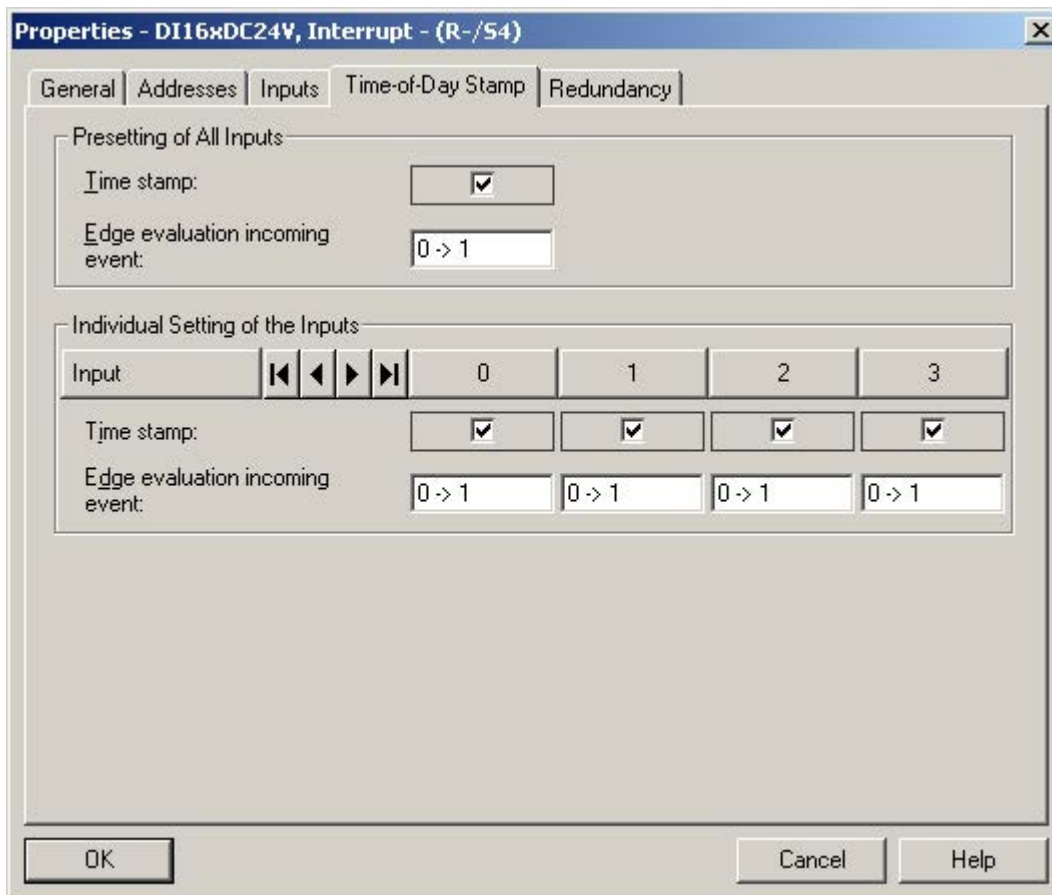 Properties - DI16xDC24V, Interrupt - (R-/S4)
General Addresses Inputs Time-of-Day Stamp Redundancy
Presetting of All Inputs
Time stamp:
Edge evaluation incoming
event:
0 -> 1
Individual Setting of the Inputs
Input 0 1 2 3
Time stamp:
Edge evaluation incoming
event:
0 -> 1 0 -> 1 0 -> 1 0 -> 1
OK Cancel Help